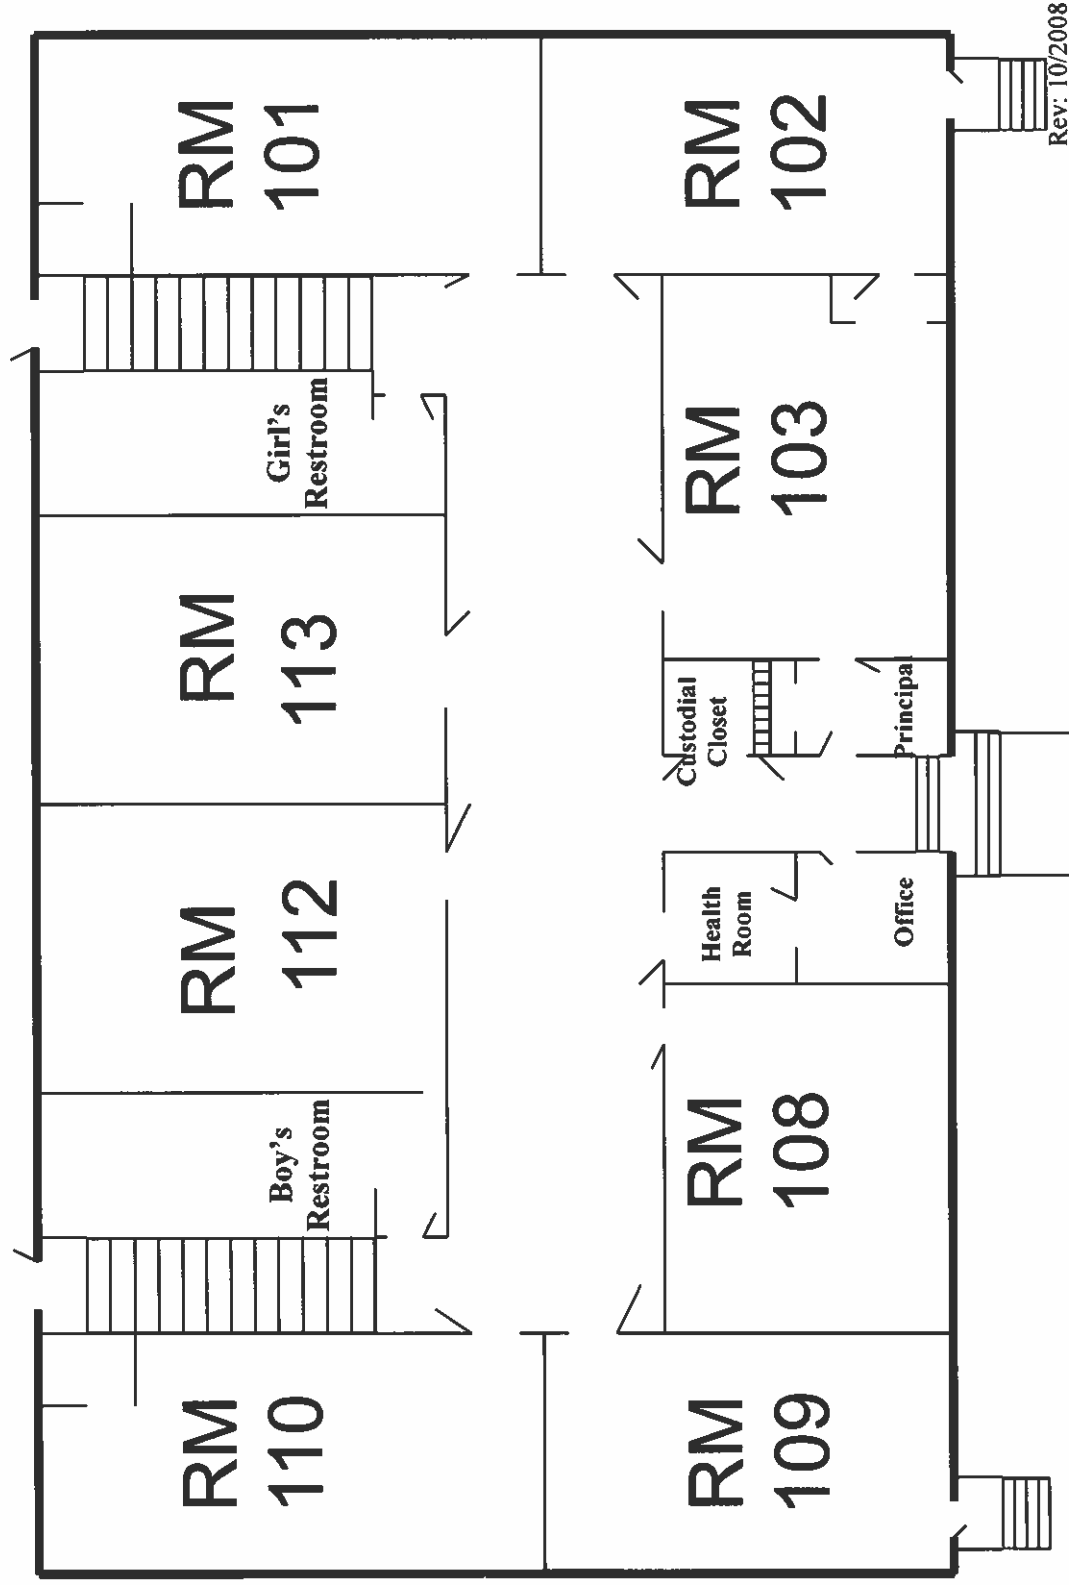 RM
110
Boy's
Restroom
RM
112
RM
113
Girl's
Restroom
RM
101
RM
109
RM
108
Health
Room
Office
Custodial
Closet
Principal
RM
103
RM
102
Rev: 10/2008